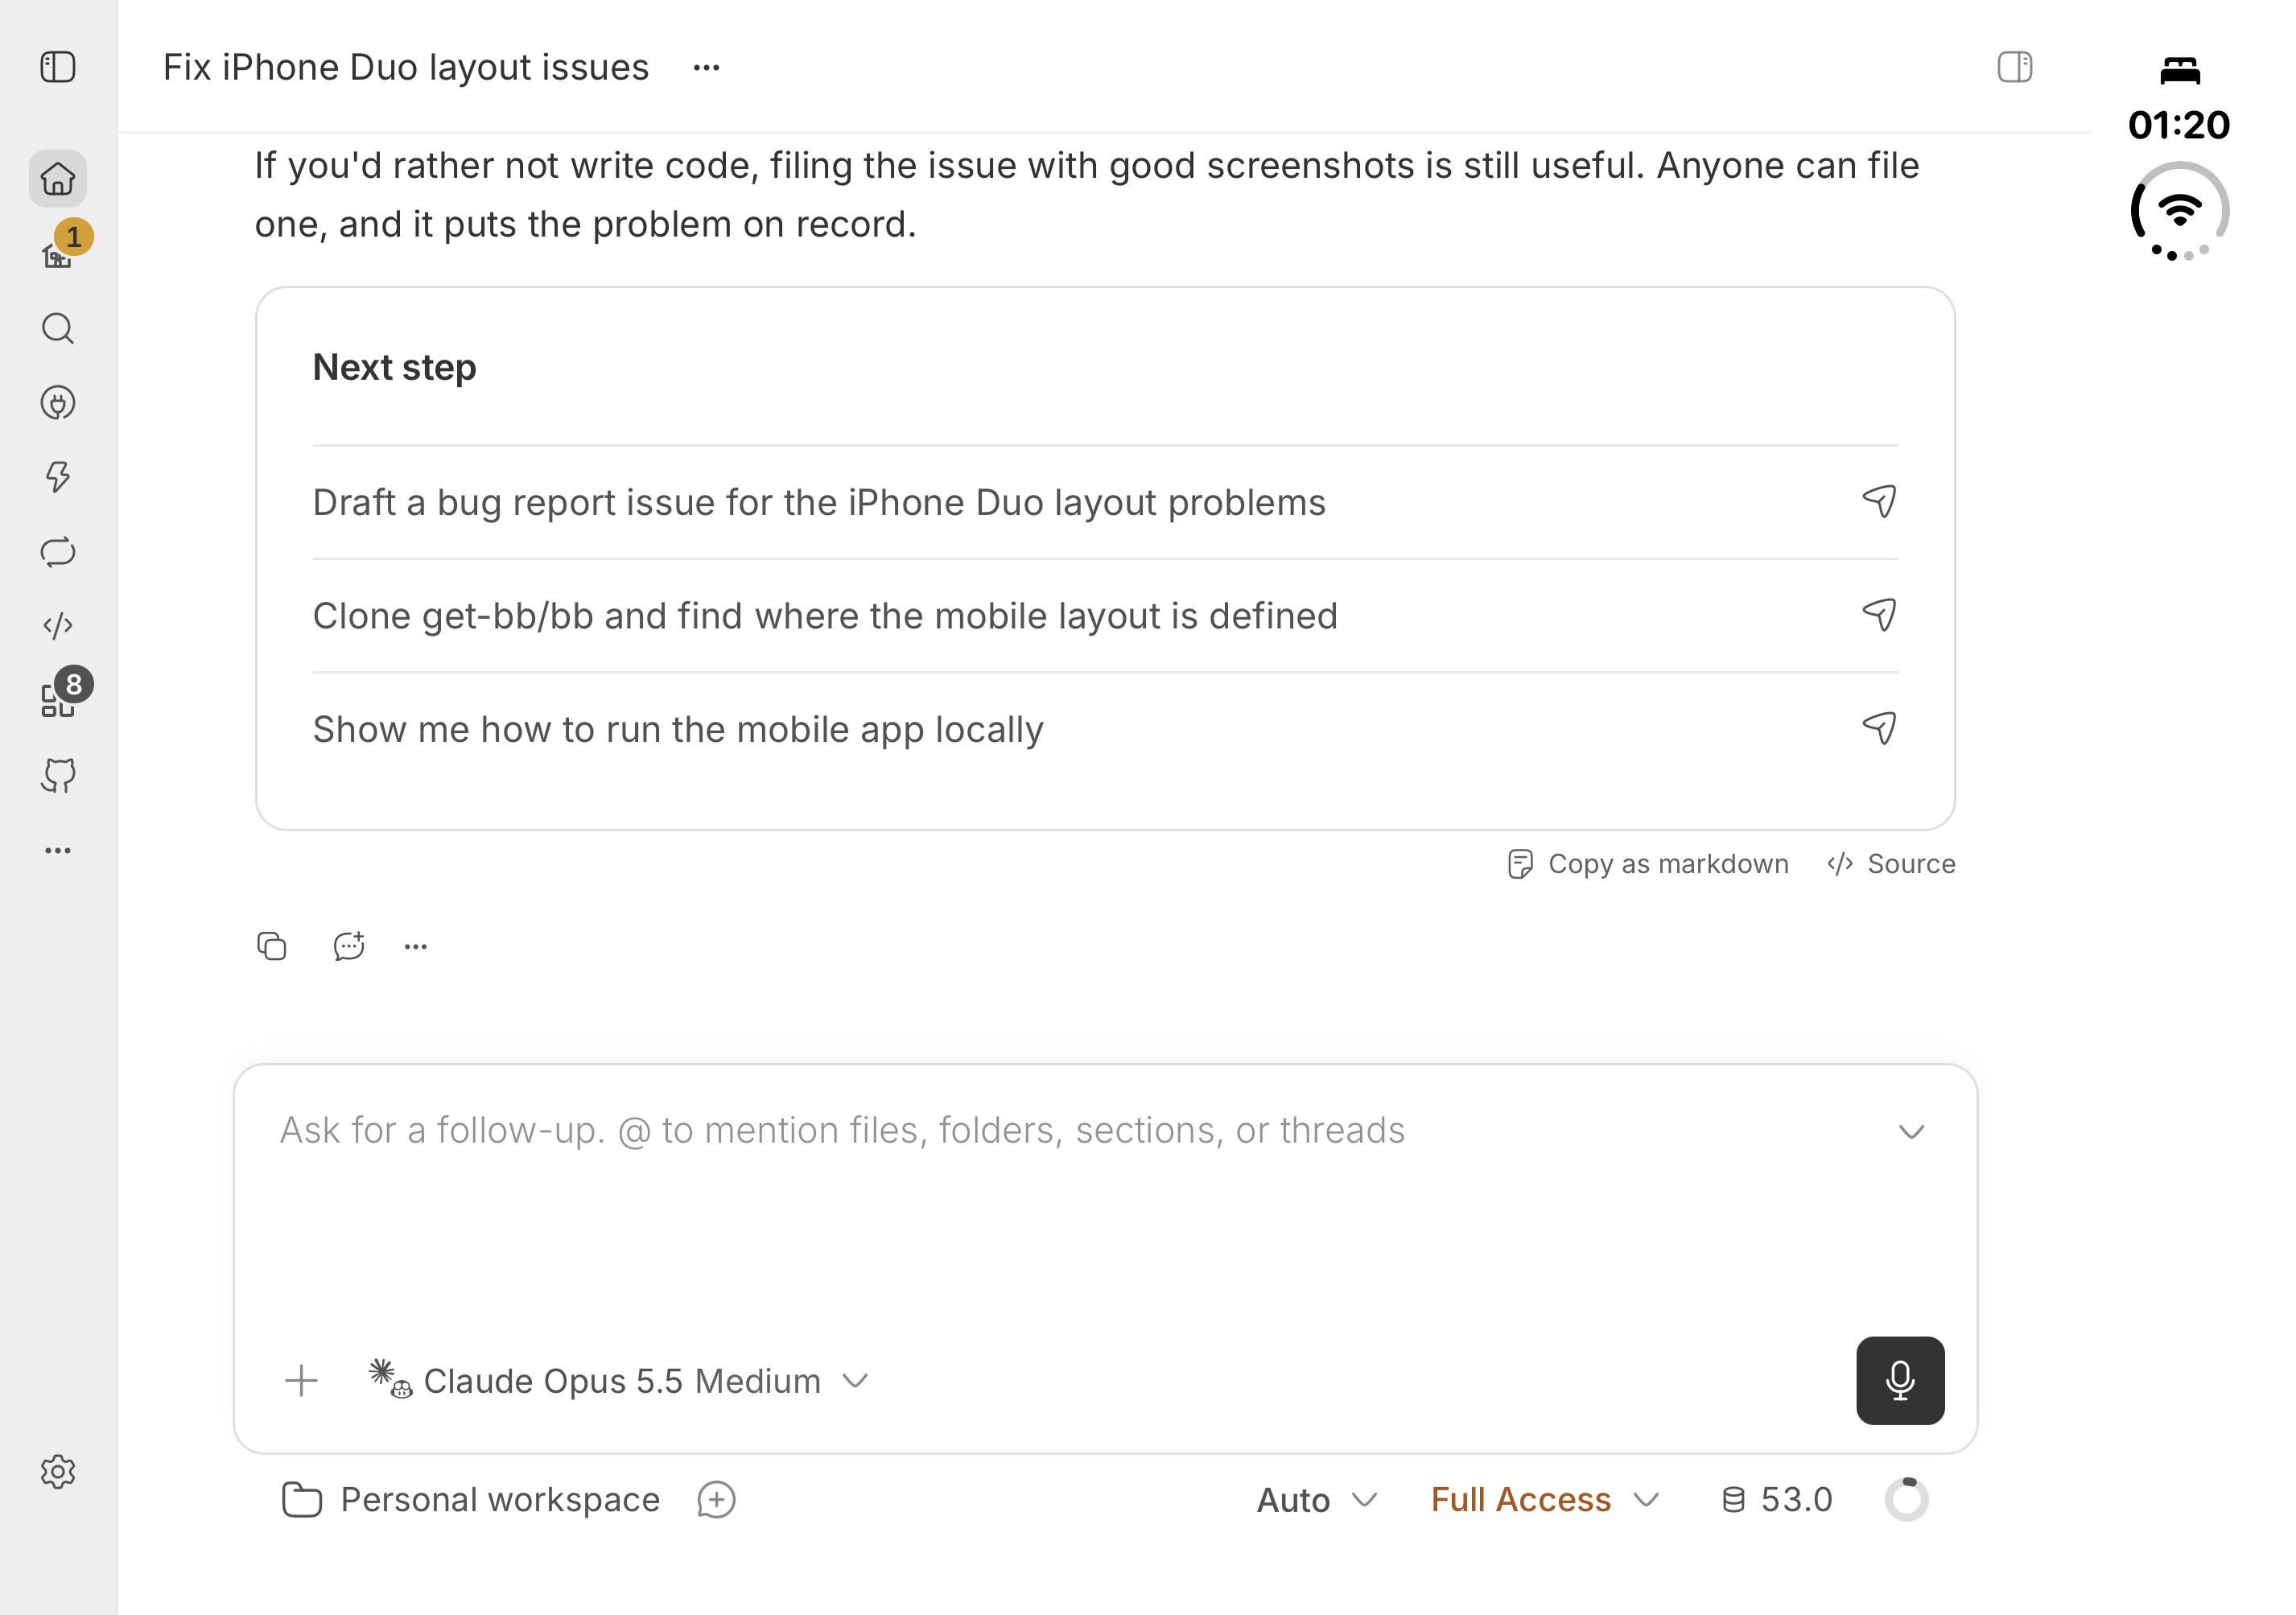 Fix iPhone Duo layout issues
01:20
If you'd rather not write code, filing the issue with good screenshots is still useful. Anyone can file
one, and it puts the problem on record.
1
Next step
Draft a bug report issue for the iPhone Duo layout problems
Clone get-bb/bb and find where the mobile layout is defined
8
Show me how to run the mobile app locally
Copy as markdown
Source
Ask for a follow-up. @ to mention files, folders, sections, or threads
Claude Opus 5.5 Medium
Personal workspace
Auto
Full Access
53.0